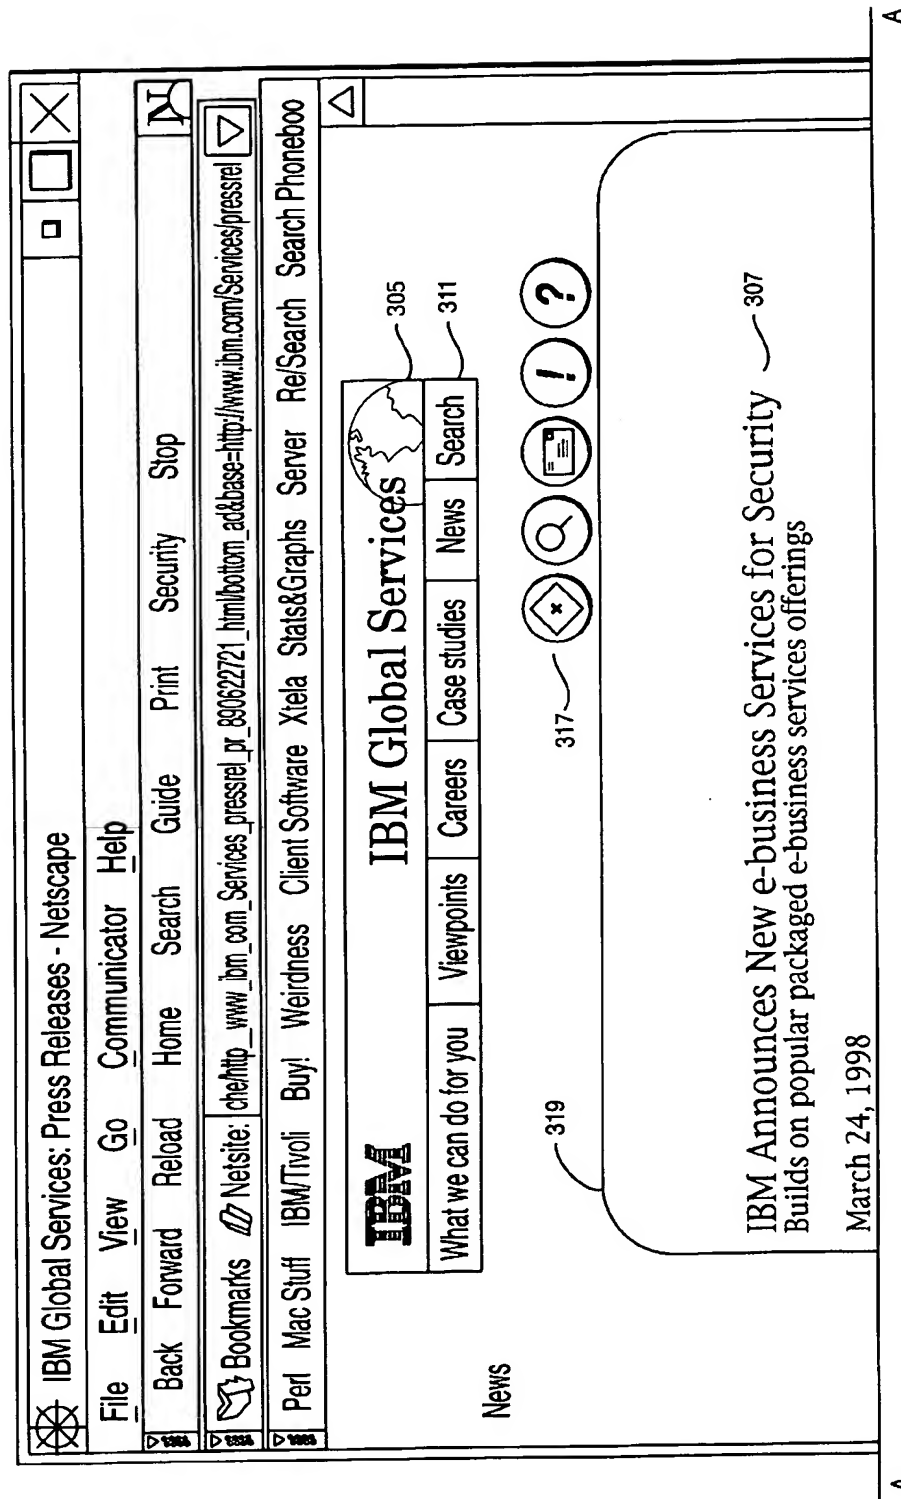 IBM Global Services: Press Releases - Netscape
File Edit View Go Communicator Help
Back Forward Reload Home Search Guide Print Security Stop
N
Bookmarks Netsite: che/http_www_ibm_com_Services_pressrel_pr_890622721_html/bottom_ad&base=http://www.ibm.com/Services/pressrel
Perl Mac Stuff IBM/Tivoli Buy! Weirdness Client Software Xtela Stats&Graphs Server Re/Search Search Phoneboo
IBM IBM Global Services 305
What we can do for you Viewpoints Careers Case studies News Search 311
News
317 ! ?
319
IBM Announces New e-business Services for Security 307
Builds on popular packaged e-business services offerings
March 24, 1998
A A